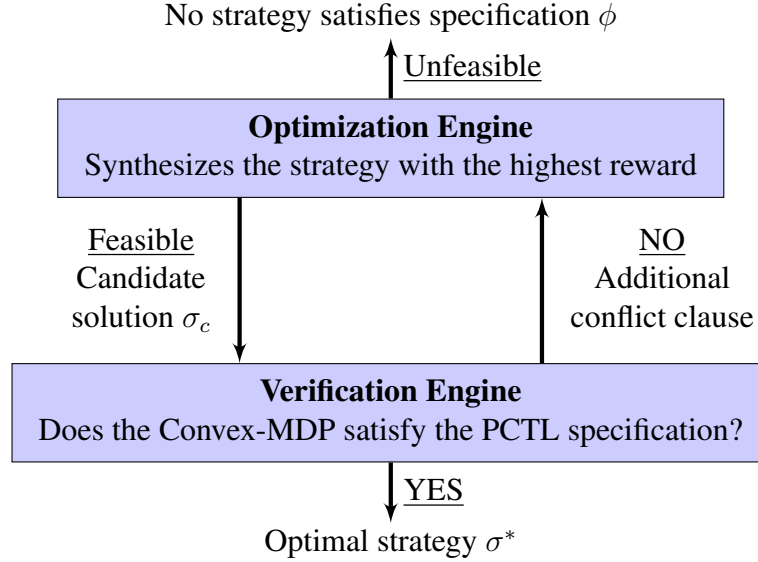 No strategy satisfies specification ϕ
Unfeasible
Optimization Engine
Synthesizes the strategy with the highest reward
Feasible
Candidate
solution σc
NO
Additional
conflict clause
Verification Engine
Does the Convex-MDP satisfy the PCTL specification?
YES
Optimal strategy σ*